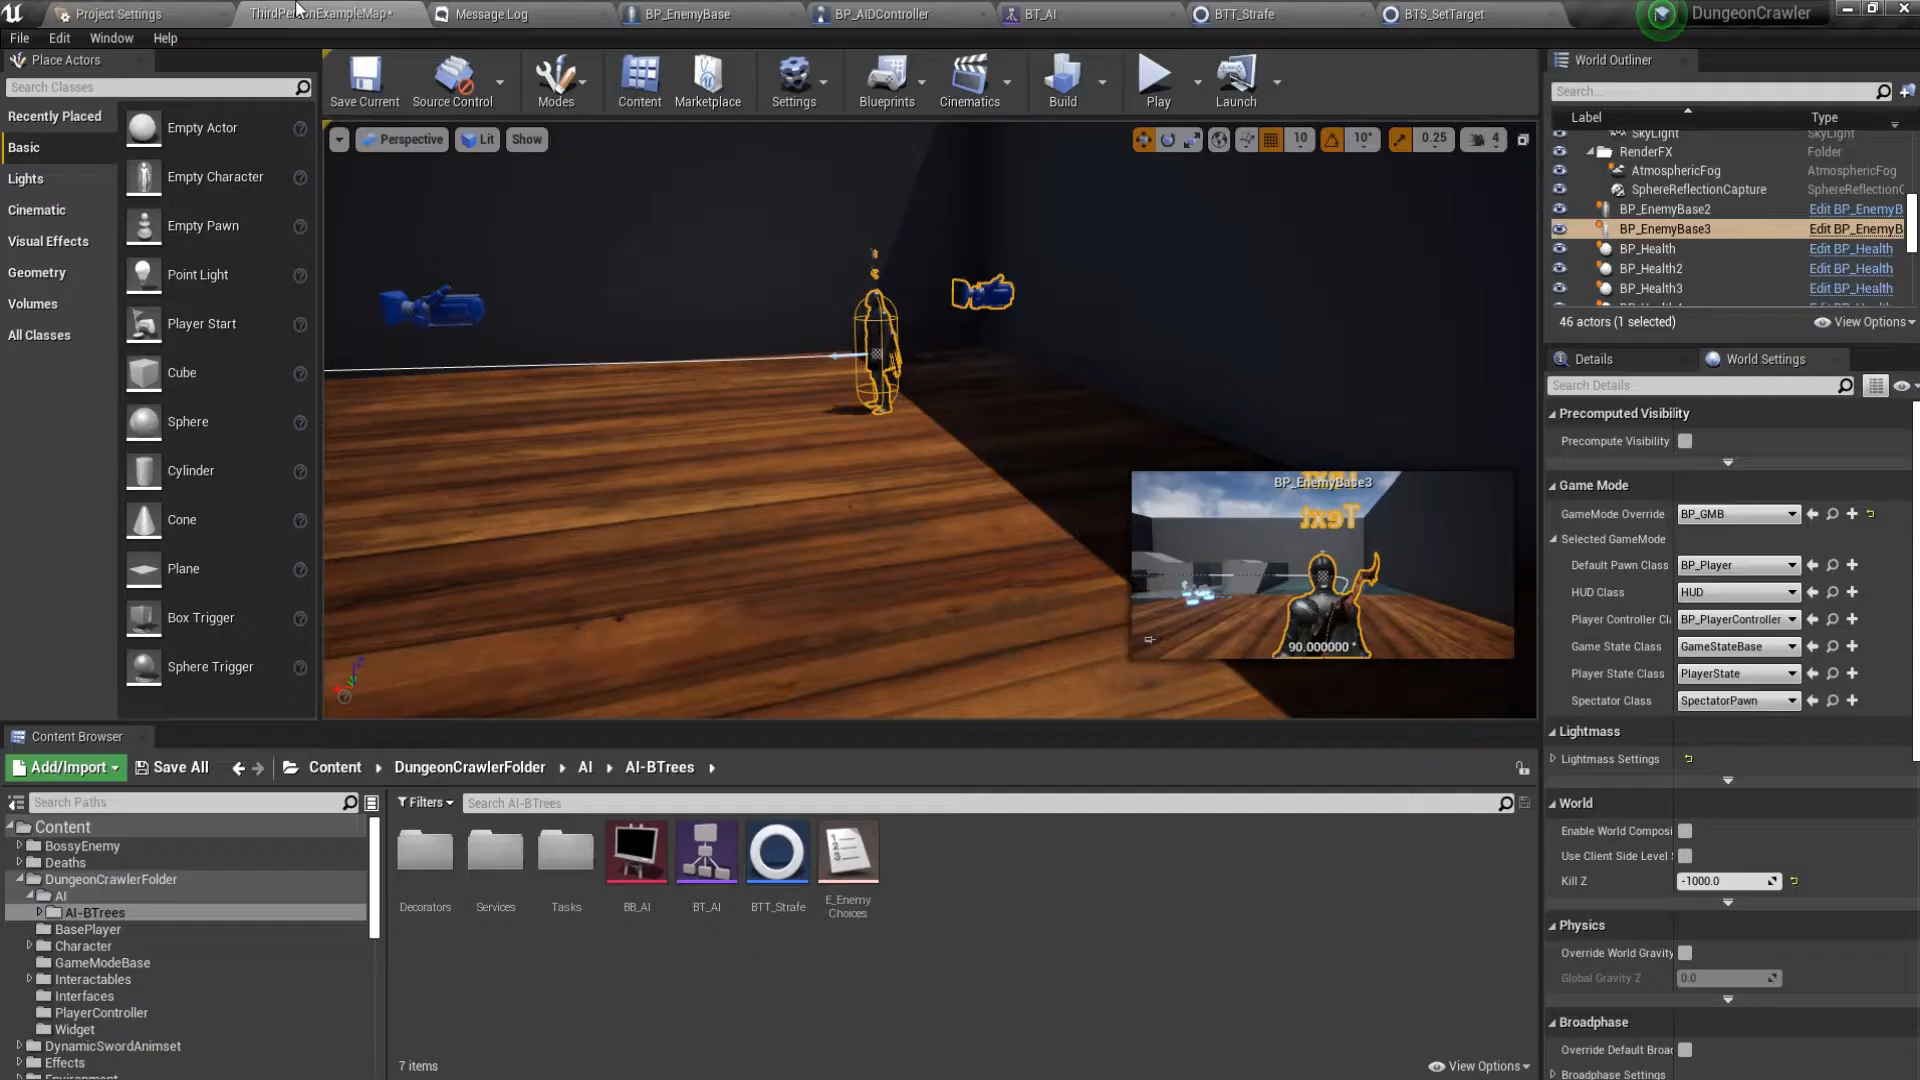 Project Settings
ThirdPersonExampleMap*
Message Log
BP_EnemyBase
BP_AIDController
BT_AI
BTT_Strafe
BTS_SetTarget
DungeonCrawler
File Edit Window Help
Place Actors
Search Classes
Recently Placed
Basic
Lights
Cinematic
Visual Effects
Geometry
Volumes
All Classes
Empty Actor
Empty Character
Empty Pawn
Point Light
Player Start
Cube
Sphere
Cylinder
Cone
Plane
Box Trigger
Sphere Trigger
Save Current
Source Control
Modes
Content
Marketplace
Settings
Blueprints
Cinematics
Build
Play
Launch
Perspective
Lit
Show
10
10°
0.25
4
BP_EnemyBase3
Text
90.000000 °
World Outliner
Search...
Label Type
SkyLight SkyLight
RenderFX Folder
AtmosphericFog AtmosphericFog
SphereReflectionCapture SphereReflectionC
BP_EnemyBase2 Edit BP_EnemyB
BP_EnemyBase3 Edit BP_EnemyB
BP_Health Edit BP_Health
BP_Health2 Edit BP_Health
BP_Health3 Edit BP_Health
46 actors (1 selected)
View Options
Details
World Settings
Search Details
Precomputed Visibility
Precompute Visibility
Game Mode
GameMode Override BP_GMB
Selected GameMode
Default Pawn Class BP_Player
HUD Class HUD
Player Controller Cl BP_PlayerController
Game State Class GameStateBase
Player State Class PlayerState
Spectator Class SpectatorPawn
Lightmass
Lightmass Settings
World
Enable World Composi
Use Client Side Level S
Kill Z -1000.0
Physics
Override World Gravity
Global Gravity Z 0.0
Broadphase
Override Default Broad
Broadphase Settings
Content Browser
Add/Import
Save All
Content
DungeonCrawlerFolder
AI
AI-BTrees
Search Paths
Filters
Search AI-BTrees
Content
BossyEnemy
Deaths
DungeonCrawlerFolder
AI
AI-BTrees
BasePlayer
Character
GameModeBase
Interactables
Interfaces
PlayerController
Widget
DynamicSwordAnimset
Effects
Decorators
Services
Tasks
BB_AI
BT_AI
BTT_Strafe
E_Enemy
Choices
7 items
View Options